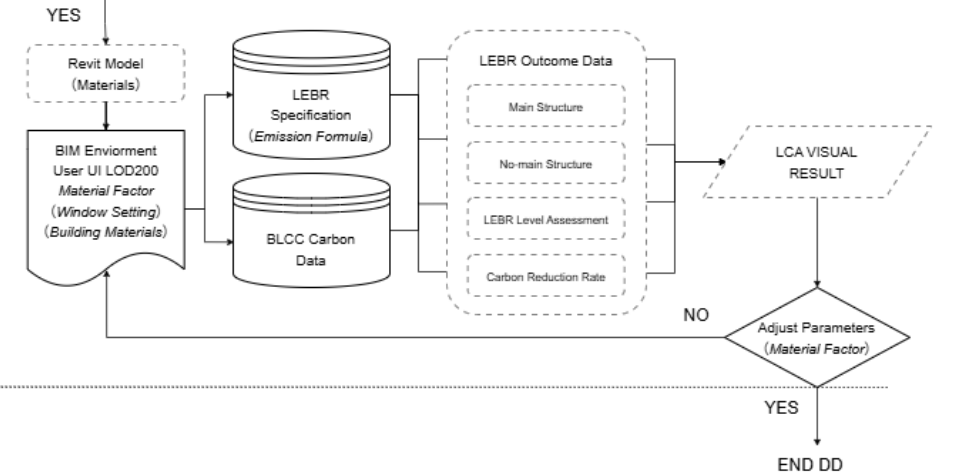 YES
Revit Model
(Materials)
BIM Enviorment
User UI LOD200
Material Factor
(Window Setting)
(Building Materials)
LEBR
Specification
(Emission Formula)
BLCC Carbon
Data
LEBR Outcome Data
Main Structure
No-main Structure
LEBR Level Assessment
Carbon Reduction Rate
LCA VISUAL
RESULT
NO
Adjust Parameters
(Material Factor)
YES
END DD